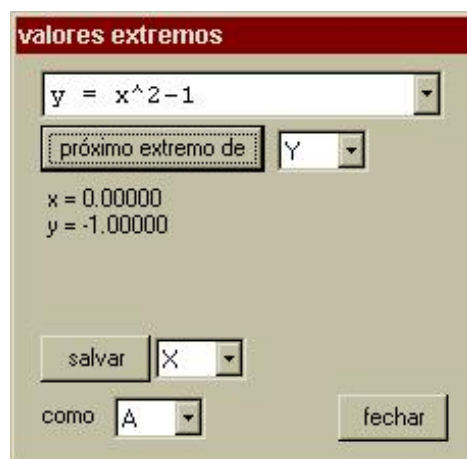 valores extremos
y = x^2-1
próximo extremo de Y
x = 0.00000
y = -1.00000
salvar X
como A fechar